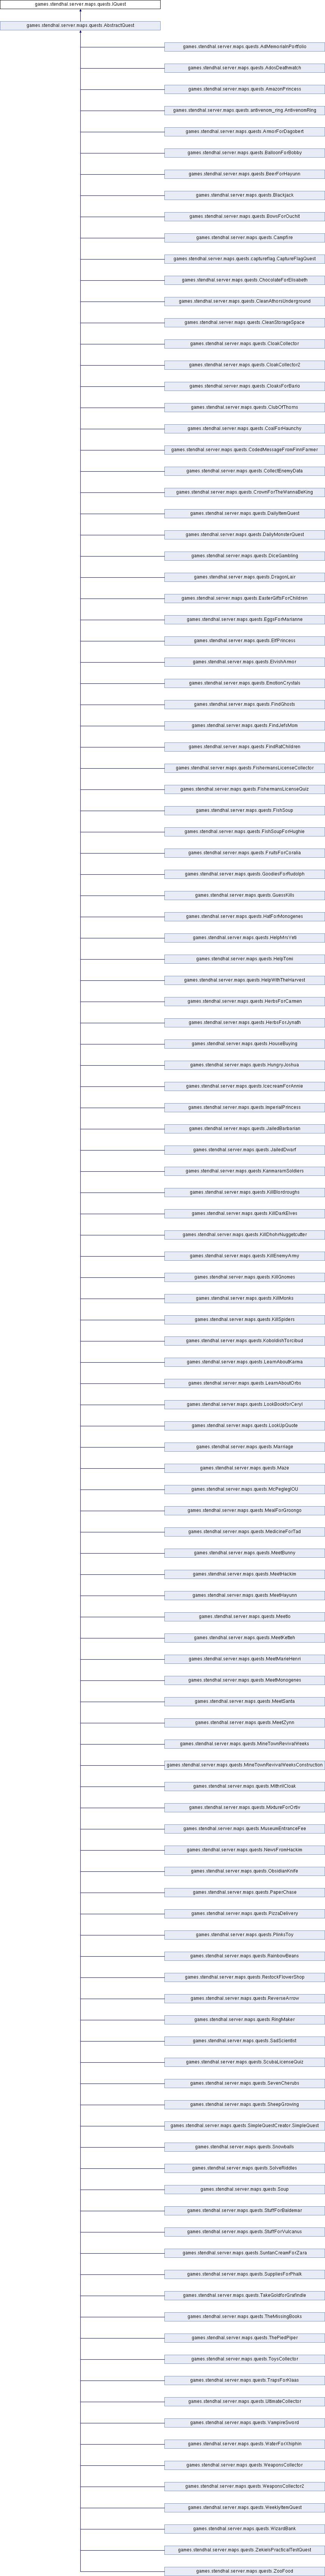 games.stendhal.server.maps.quests.IQuest
games.stendhal.server.maps.quests.AbstractQuest
games.stendhal.server.maps.quests.AdMemoriaInPortfolio
games.stendhal.server.maps.quests.AdosDeathmatch
games.stendhal.server.maps.quests.AmazonPrincess
games.stendhal.server.maps.quests.antivenom_ring.AntivenomRing
games.stendhal.server.maps.quests.ArmorForDagobert
games.stendhal.server.maps.quests.BalloonForBobby
games.stendhal.server.maps.quests.BeerForHayunn
games.stendhal.server.maps.quests.Blackjack
games.stendhal.server.maps.quests.BowsForOuchit
games.stendhal.server.maps.quests.Campfire
games.stendhal.server.maps.quests.captureflag.CaptureFlagQuest
games.stendhal.server.maps.quests.ChocolateForElisabeth
games.stendhal.server.maps.quests.CleanAthorsUnderground
games.stendhal.server.maps.quests.CleanStorageSpace
games.stendhal.server.maps.quests.CloakCollector
games.stendhal.server.maps.quests.CloakCollector2
games.stendhal.server.maps.quests.CloaksForBario
games.stendhal.server.maps.quests.ClubOfThorns
games.stendhal.server.maps.quests.CoalForHaunchy
games.stendhal.server.maps.quests.CodedMessageFromFinnFarmer
games.stendhal.server.maps.quests.CollectEnemyData
games.stendhal.server.maps.quests.CrownForTheWannaBeKing
games.stendhal.server.maps.quests.DailyItemQuest
games.stendhal.server.maps.quests.DailyMonsterQuest
games.stendhal.server.maps.quests.DiceGambling
games.stendhal.server.maps.quests.DragonLair
games.stendhal.server.maps.quests.EasterGiftsForChildren
games.stendhal.server.maps.quests.EggsForMarianne
games.stendhal.server.maps.quests.ElfPrincess
games.stendhal.server.maps.quests.ElvishArmor
games.stendhal.server.maps.quests.EmotionCrystals
games.stendhal.server.maps.quests.FindGhosts
games.stendhal.server.maps.quests.FindJefsMom
games.stendhal.server.maps.quests.FindRatChildren
games.stendhal.server.maps.quests.FishermansLicenseCollector
games.stendhal.server.maps.quests.FishermansLicenseQuiz
games.stendhal.server.maps.quests.FishSoup
games.stendhal.server.maps.quests.FishSoupForHughie
games.stendhal.server.maps.quests.FruitsForCoralia
games.stendhal.server.maps.quests.GoodiesForRudolph
games.stendhal.server.maps.quests.GuessKills
games.stendhal.server.maps.quests.HatForMonogenes
games.stendhal.server.maps.quests.HelpMrsYeti
games.stendhal.server.maps.quests.HelpTomi
games.stendhal.server.maps.quests.HelpWithTheHarvest
games.stendhal.server.maps.quests.HerbsForCarmen
games.stendhal.server.maps.quests.HerbsForJynath
games.stendhal.server.maps.quests.HouseBuying
games.stendhal.server.maps.quests.HungryJoshua
games.stendhal.server.maps.quests.IcecreamForAnnie
games.stendhal.server.maps.quests.ImperialPrincess
games.stendhal.server.maps.quests.JailedBarbarian
games.stendhal.server.maps.quests.JailedDwarf
games.stendhal.server.maps.quests.KanmararnSoldiers
games.stendhal.server.maps.quests.KillBlordroughs
games.stendhal.server.maps.quests.KillDarkElves
games.stendhal.server.maps.quests.KillDhohrNuggetcutter
games.stendhal.server.maps.quests.KillEnemyArmy
games.stendhal.server.maps.quests.KillGnomes
games.stendhal.server.maps.quests.KillMonks
games.stendhal.server.maps.quests.KillSpiders
games.stendhal.server.maps.quests.KoboldishTorcibud
games.stendhal.server.maps.quests.LearnAboutKarma
games.stendhal.server.maps.quests.LearnAboutOrbs
games.stendhal.server.maps.quests.LookBookforCeryl
games.stendhal.server.maps.quests.LookUpQuote
games.stendhal.server.maps.quests.Marriage
games.stendhal.server.maps.quests.Maze
games.stendhal.server.maps.quests.McPeglegIOU
games.stendhal.server.maps.quests.MealForGroongo
games.stendhal.server.maps.quests.MedicineForTad
games.stendhal.server.maps.quests.MeetBunny
games.stendhal.server.maps.quests.MeetHackim
games.stendhal.server.maps.quests.MeetHayunn
games.stendhal.server.maps.quests.MeetIo
games.stendhal.server.maps.quests.MeetKetteh
games.stendhal.server.maps.quests.MeetMarieHenri
games.stendhal.server.maps.quests.MeetMonogenes
games.stendhal.server.maps.quests.MeetSanta
games.stendhal.server.maps.quests.MeetZynn
games.stendhal.server.maps.quests.MineTownRevivalWeeks
games.stendhal.server.maps.quests.MineTownRevivalWeeksConstruction
games.stendhal.server.maps.quests.MithrilCloak
games.stendhal.server.maps.quests.MixtureForOrtiv
games.stendhal.server.maps.quests.MuseumEntranceFee
games.stendhal.server.maps.quests.NewsFromHackim
games.stendhal.server.maps.quests.ObsidianKnife
games.stendhal.server.maps.quests.PaperChase
games.stendhal.server.maps.quests.PizzaDelivery
games.stendhal.server.maps.quests.PlinksToy
games.stendhal.server.maps.quests.RainbowBeans
games.stendhal.server.maps.quests.RestockFlowerShop
games.stendhal.server.maps.quests.ReverseArrow
games.stendhal.server.maps.quests.RingMaker
games.stendhal.server.maps.quests.SadScientist
games.stendhal.server.maps.quests.ScubaLicenseQuiz
games.stendhal.server.maps.quests.SevenCherubs
games.stendhal.server.maps.quests.SheepGrowing
games.stendhal.server.maps.quests.SimpleQuestCreator.SimpleQuest
games.stendhal.server.maps.quests.Snowballs
games.stendhal.server.maps.quests.SolveRiddles
games.stendhal.server.maps.quests.Soup
games.stendhal.server.maps.quests.StuffForBaldemar
games.stendhal.server.maps.quests.StuffForVulcanus
games.stendhal.server.maps.quests.SuntanCreamForZara
games.stendhal.server.maps.quests.SuppliesForPhalk
games.stendhal.server.maps.quests.TakeGoldforGrafindle
games.stendhal.server.maps.quests.TheMissingBooks
games.stendhal.server.maps.quests.ThePiedPiper
games.stendhal.server.maps.quests.ToysCollector
games.stendhal.server.maps.quests.TrapsForKlaas
games.stendhal.server.maps.quests.UltimateCollector
games.stendhal.server.maps.quests.VampireSword
games.stendhal.server.maps.quests.WaterForXhiphin
games.stendhal.server.maps.quests.WeaponsCollector
games.stendhal.server.maps.quests.WeaponsCollector2
games.stendhal.server.maps.quests.WeeklyItemQuest
games.stendhal.server.maps.quests.WizardBank
games.stendhal.server.maps.quests.ZekielsPracticalTestQuest
games.stendhal.server.maps.quests.ZooFood